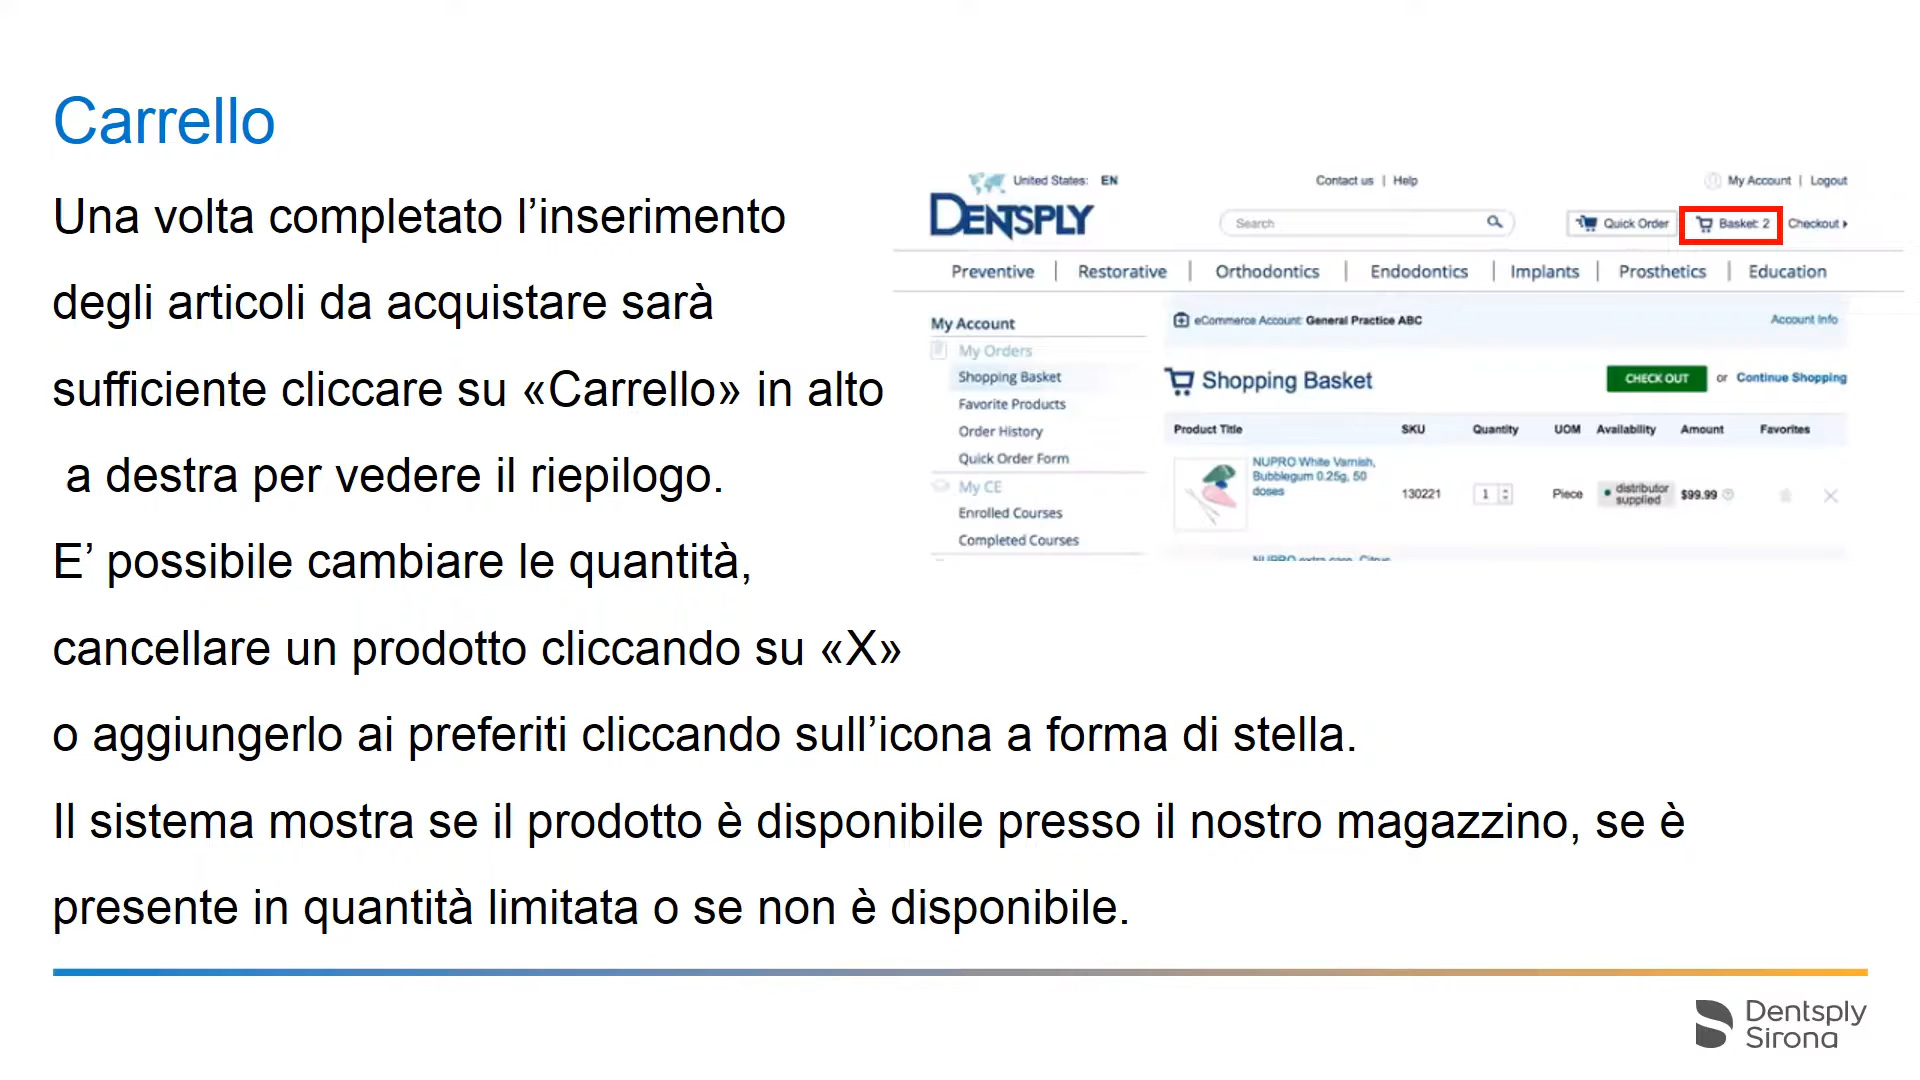 Carrello
Una volta completato l’inserimento
degli articoli da acquistare sarà
sufficiente cliccare su «Carrello» in alto
a destra per vedere il riepilogo.
E’ possibile cambiare le quantità,
cancellare un prodotto cliccando su «X»
o aggiungerlo ai preferiti cliccando sull’icona a forma di stella.
Il sistema mostra se il prodotto è disponibile presso il nostro magazzino, se è
presente in quantità limitata o se non è disponibile.
United States: EN
Contact us | Help
My Account | Logout
DENTSPLY
Search
Quick Order
Basket: 2
Checkout
Preventive | Restorative | Orthodontics | Endodontics | Implants | Prosthetics | Education
My Account
My Orders
Shopping Basket
Favorite Products
Order History
Quick Order Form
My CE
Enrolled Courses
Completed Courses
eCommerce Account: General Practice ABC
Account Info
Shopping Basket
CHECK OUT or Continue Shopping
Product Title SKU Quantity UOM Availability Amount Favorites
NUPRO White Varnish,
Bubblegum 0.25g, 50
doses
130221 1 Piece distributor supplied $99.99
NUPRO extra care, Citrus
Dentsply
Sirona